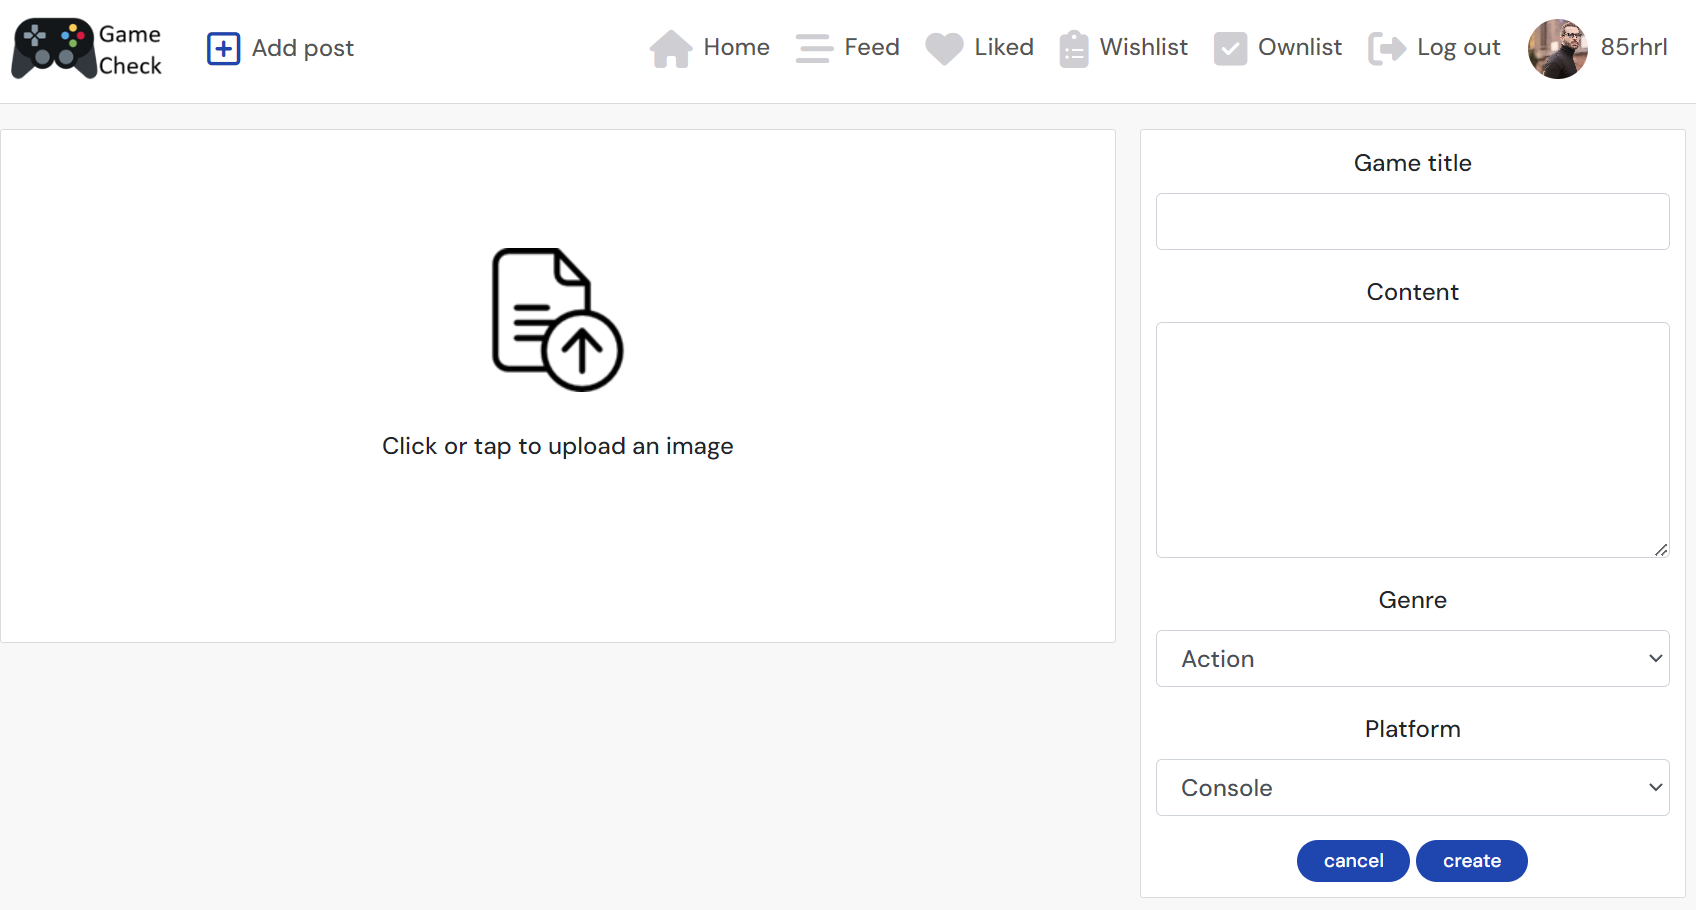 Game
Check
Add post
Home
Feed
Liked
Wishlist
Ownlist
Log out
85rhrl
Click or tap to upload an image
Game title
Content
Genre
Action
Platform
Console
cancel
create